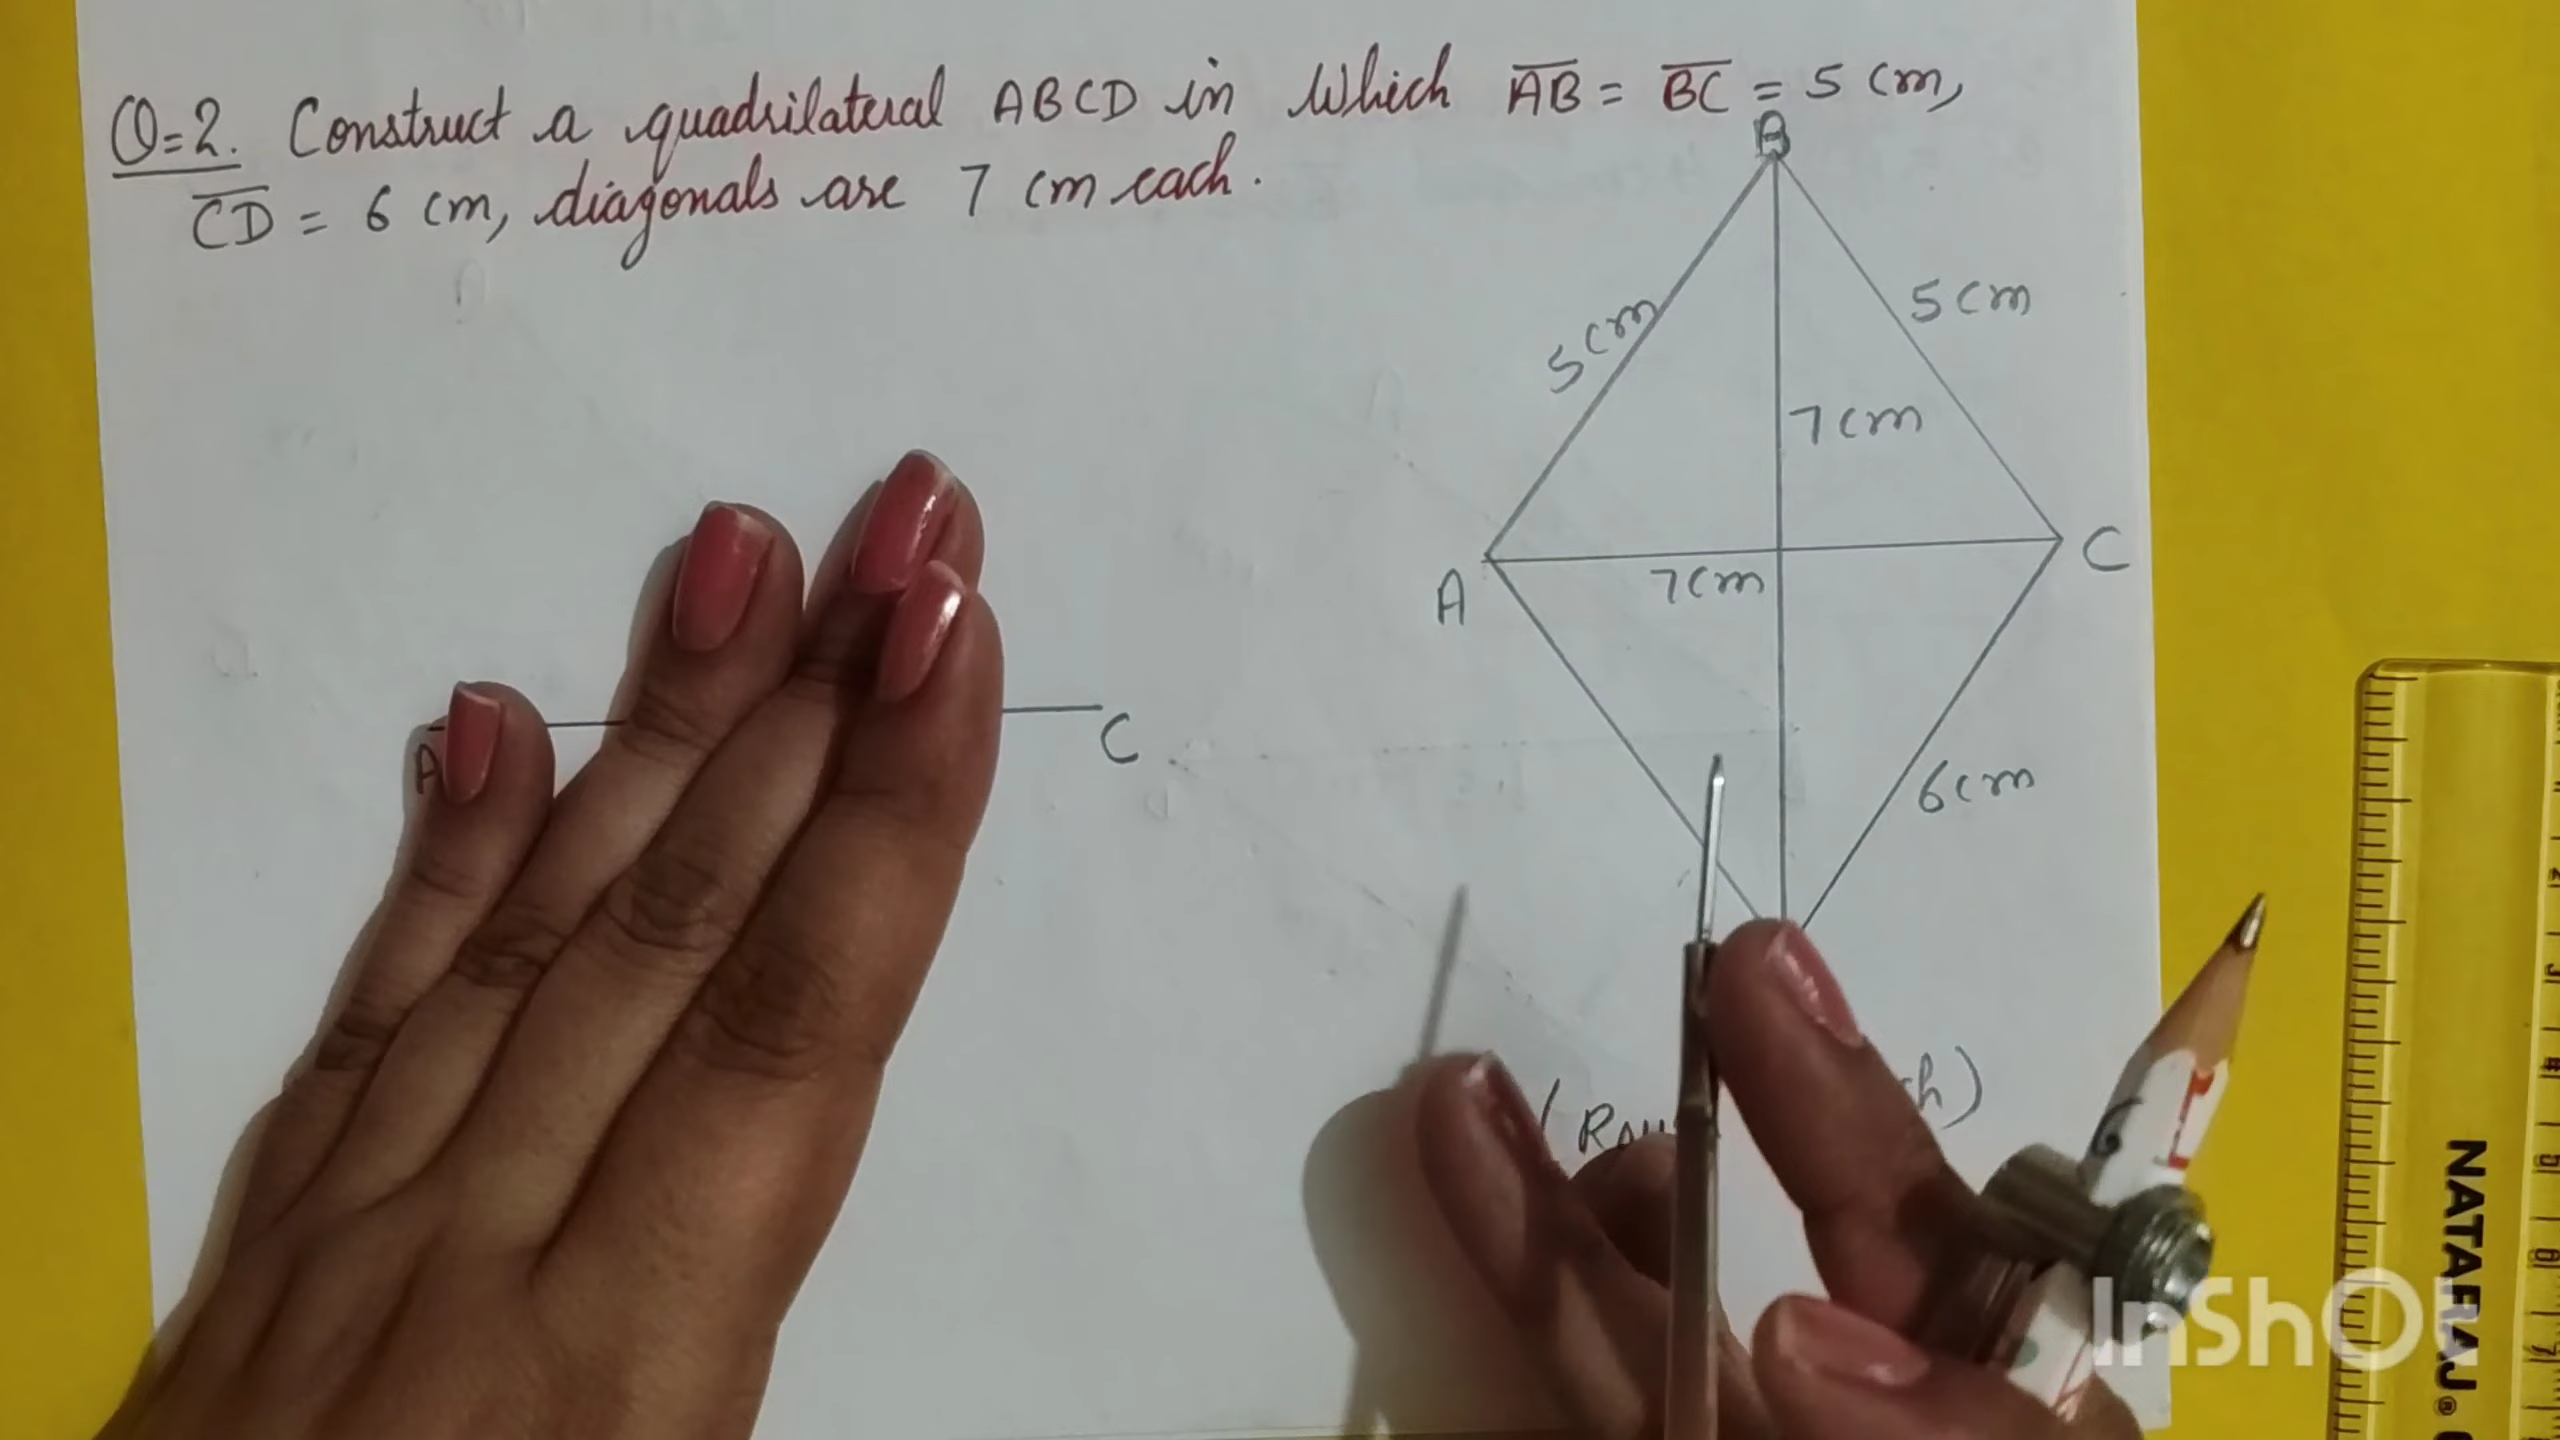 Q=2. Construct a quadrilateral ABCD in Which AB = BC = 5 Cm,
CD = 6 Cm, diagonals are 7 Cm each.
B
5 Cm
5 Cm
7 Cm
A
C
7 Cm
A
C
6 Cm
InShOt
NATARAJ